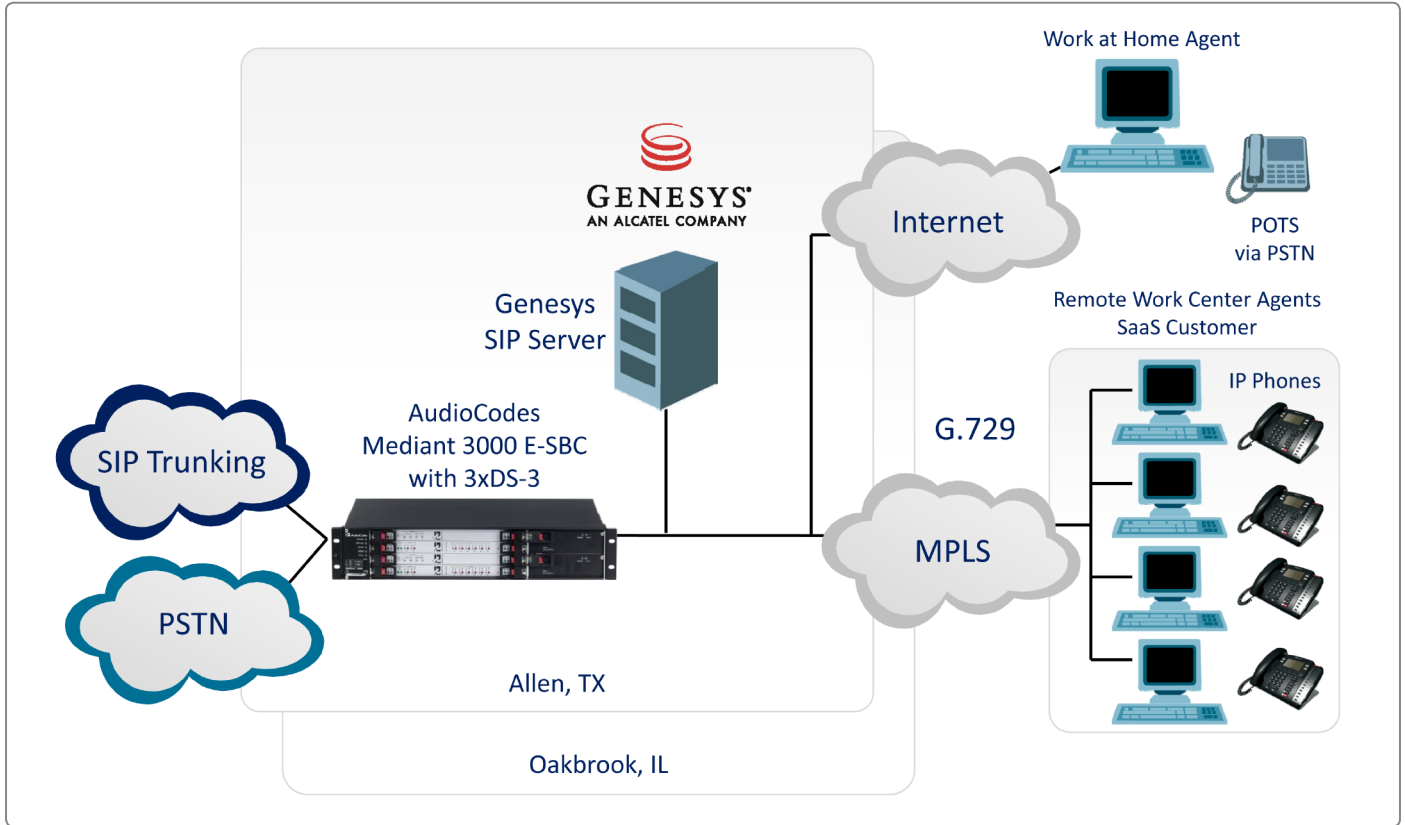 Work at Home Agent
GENESYS
AN ALCATEL COMPANY
Internet
POTS
via PSTN
Genesys
SIP Server
Remote Work Center Agents
SaaS Customer
IP Phones
AudioCodes
Mediant 3000 E-SBC
with 3xDS-3
G.729
SIP Trunking
AudioCodes
MPLS
PSTN
Allen, TX
Oakbrook, IL